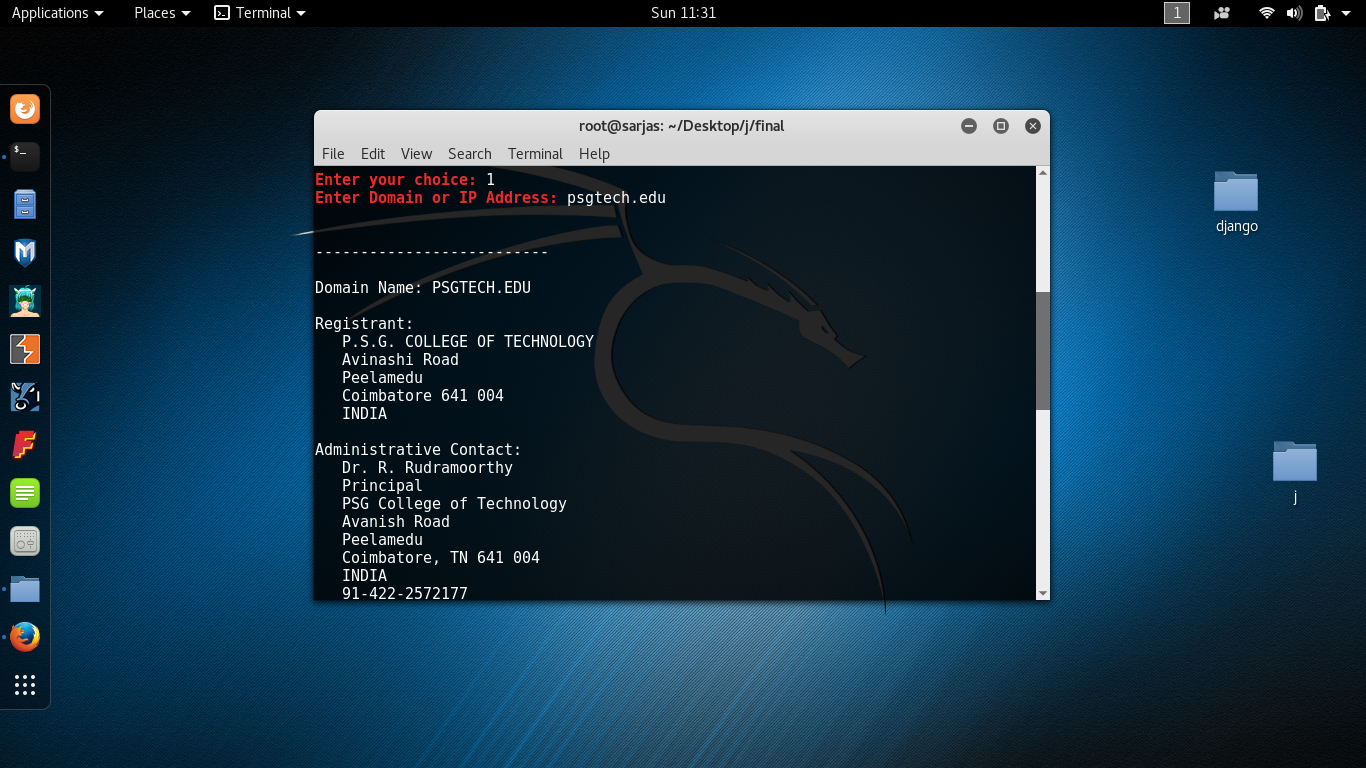 Applications Places Terminal Sun 11:31 1
root@sarjas: ~/Desktop/j/final
File Edit View Search Terminal Help
Enter your choice: 1
Enter Domain or IP Address: psgtech.edu
--------------------------
Domain Name: PSGTECH.EDU
Registrant:
P.S.G. COLLEGE OF TECHNOLOGY
Avinashi Road
Peelamedu
Coimbatore 641 004
INDIA
Administrative Contact:
Dr. R. Rudramoorthy
Principal
PSG College of Technology
Avanish Road
Peelamedu
Coimbatore, TN 641 004
INDIA
91-422-2572177
django
j